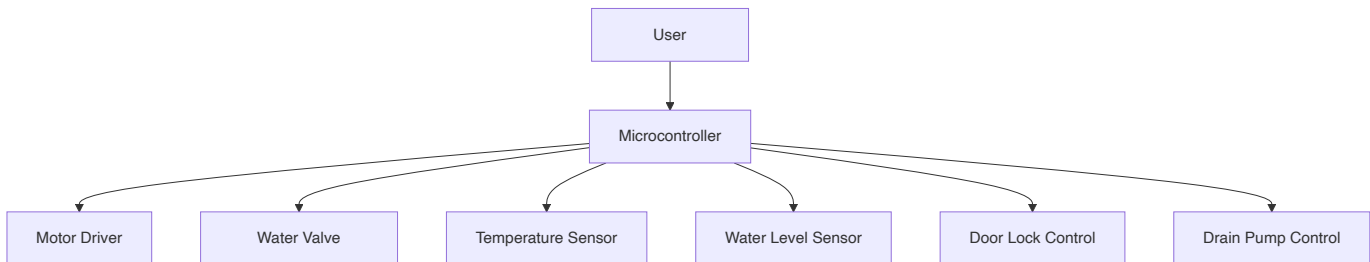 User
Microcontroller
Motor Driver
Water Valve
Temperature Sensor
Water Level Sensor
Door Lock Control
Drain Pump Control